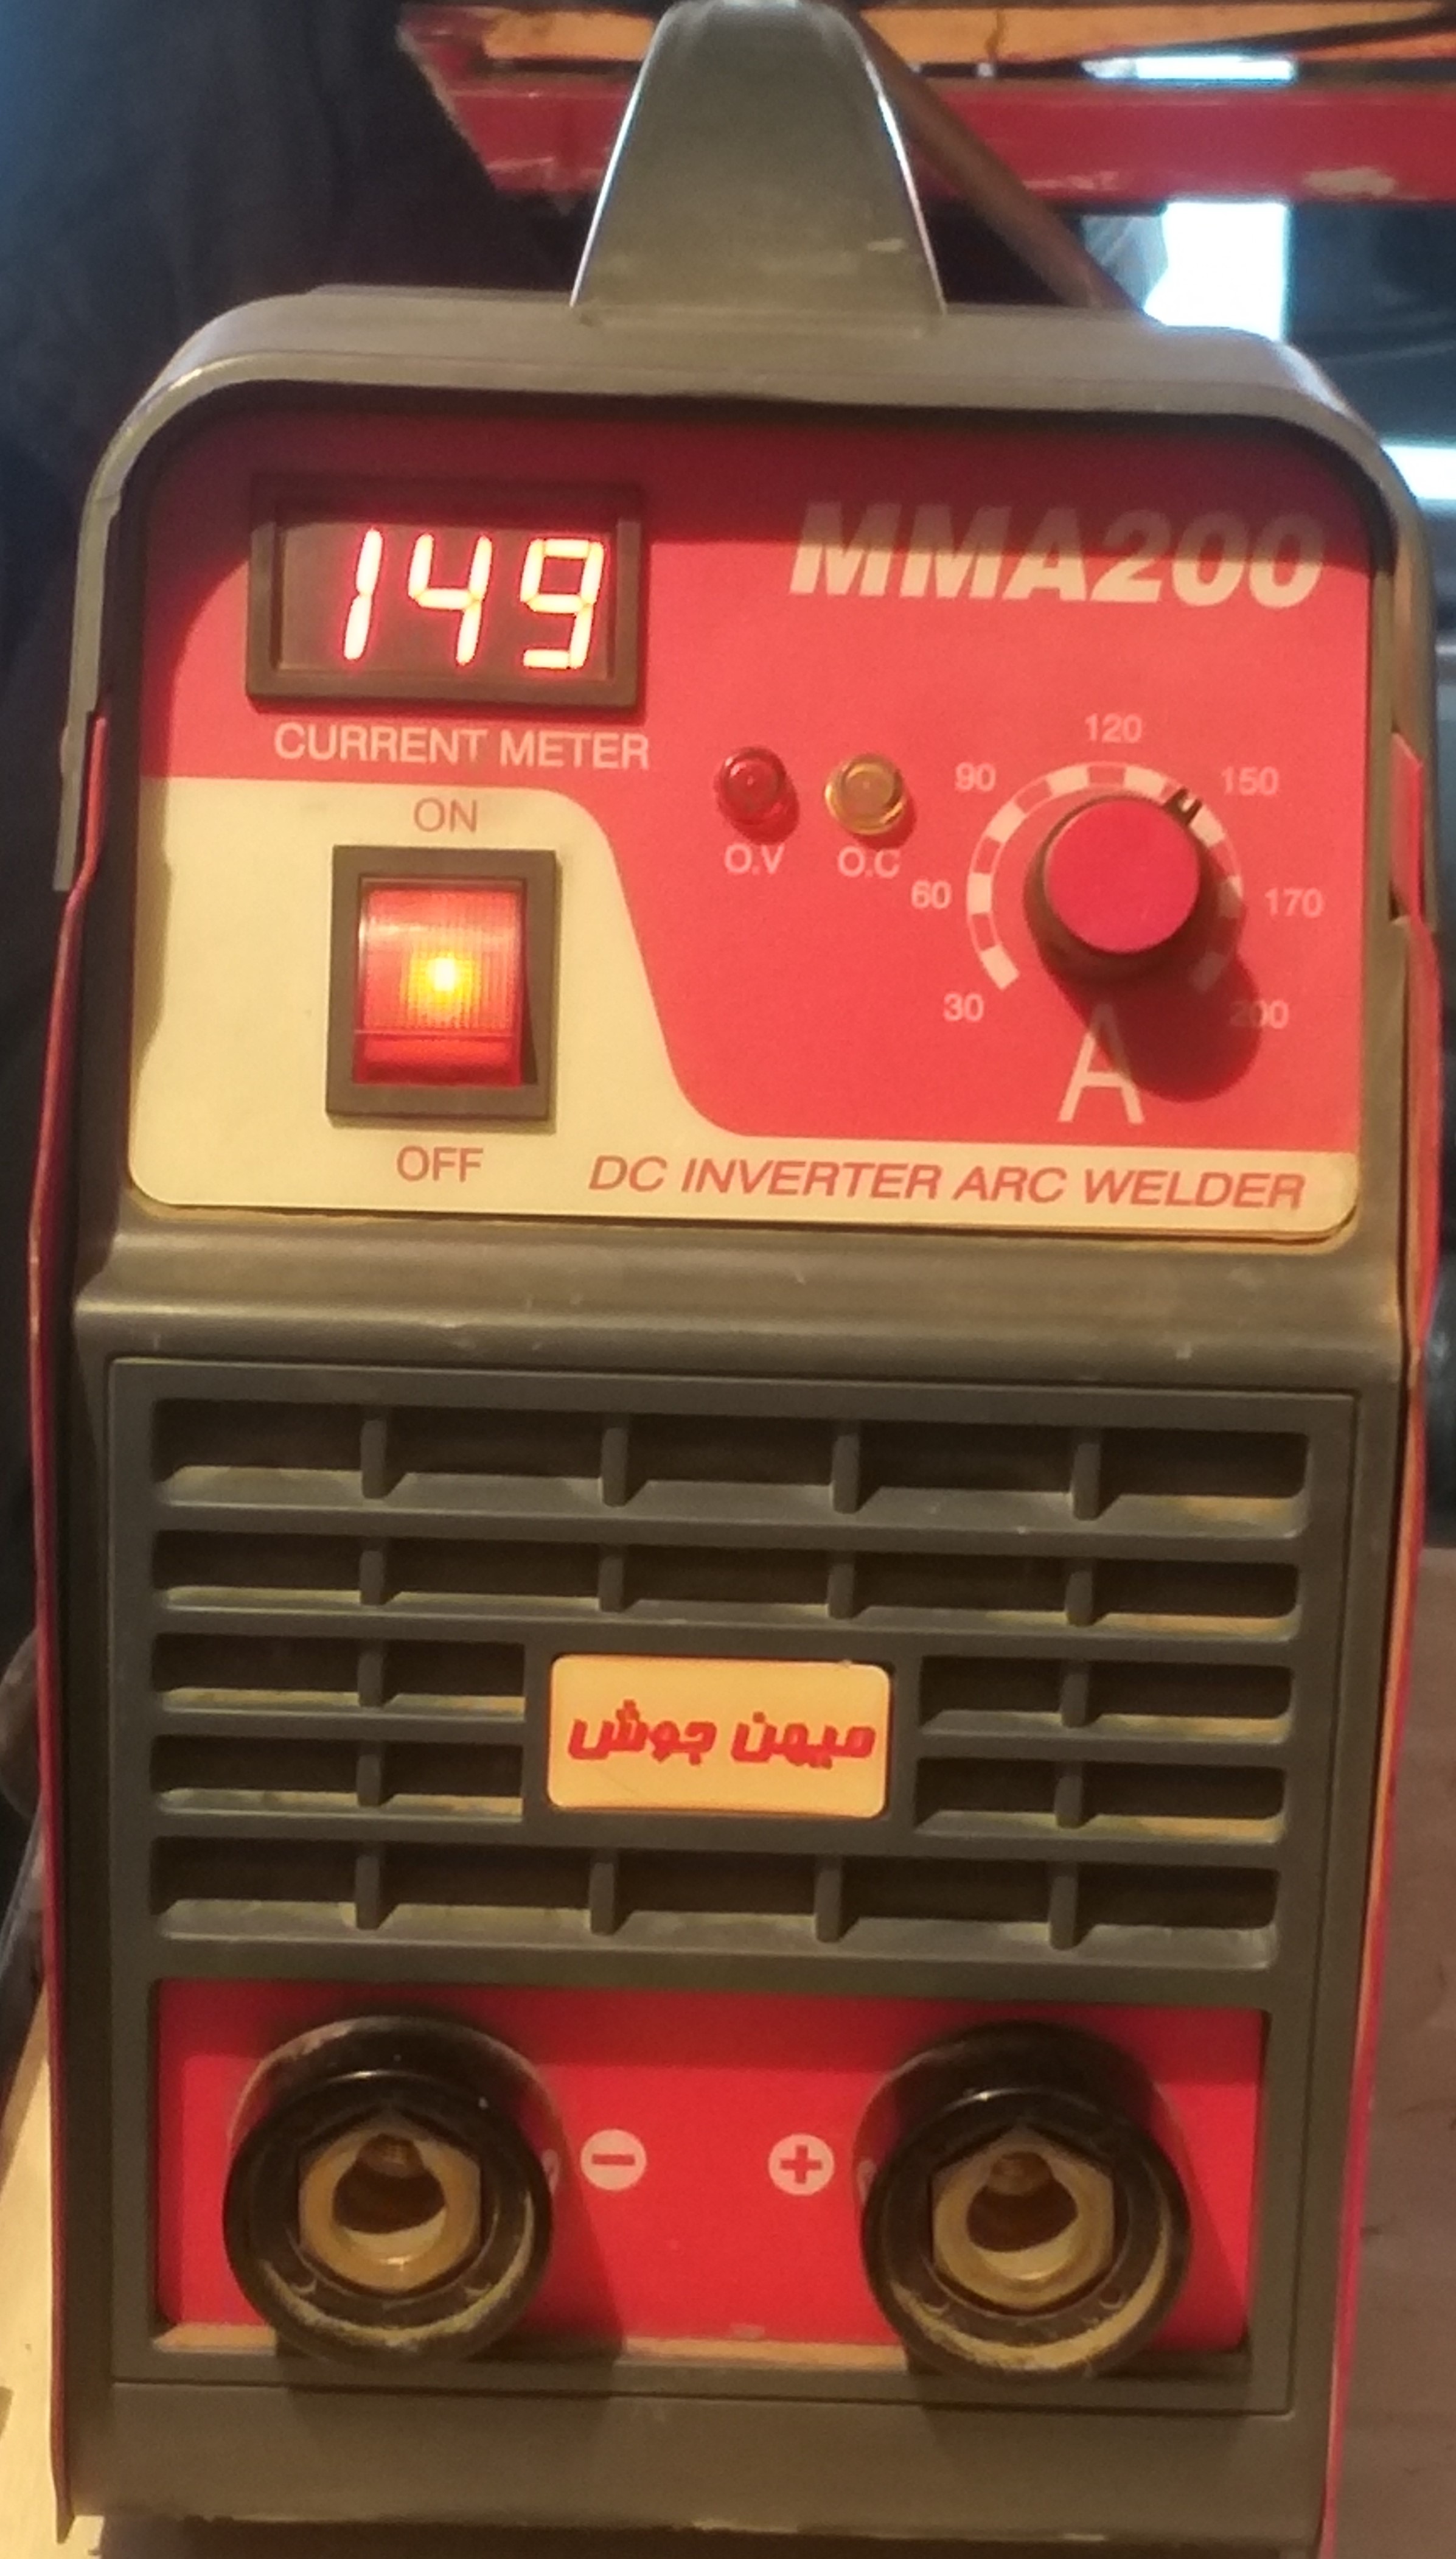 149
MMA200
CURRENT METER
ON
OFF
O.V
O.C
30
60
90
120
150
170
200
A
DC INVERTER ARC WELDER
میهن جوش
−
+